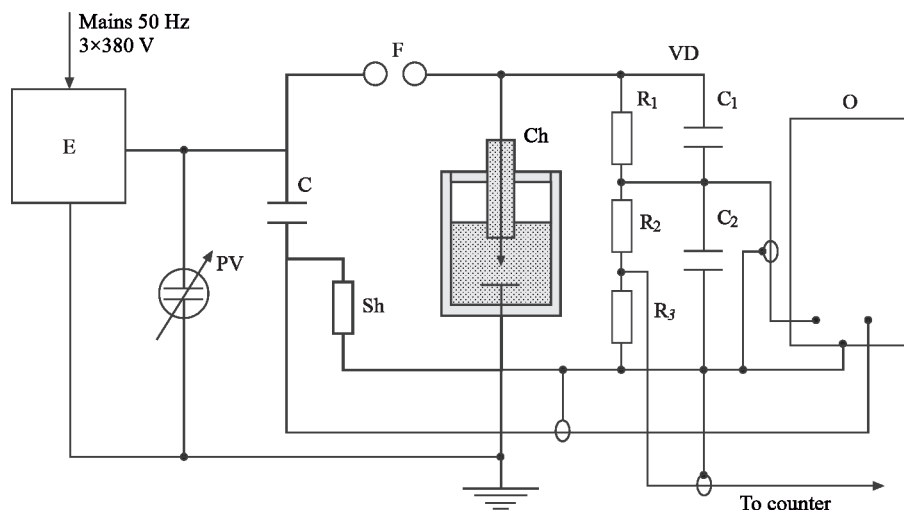 Mains 50 Hz
3×380 V
F
VD
R1
C1
O
E
Ch
C
R2
C2
PV
Sh
R3
To counter